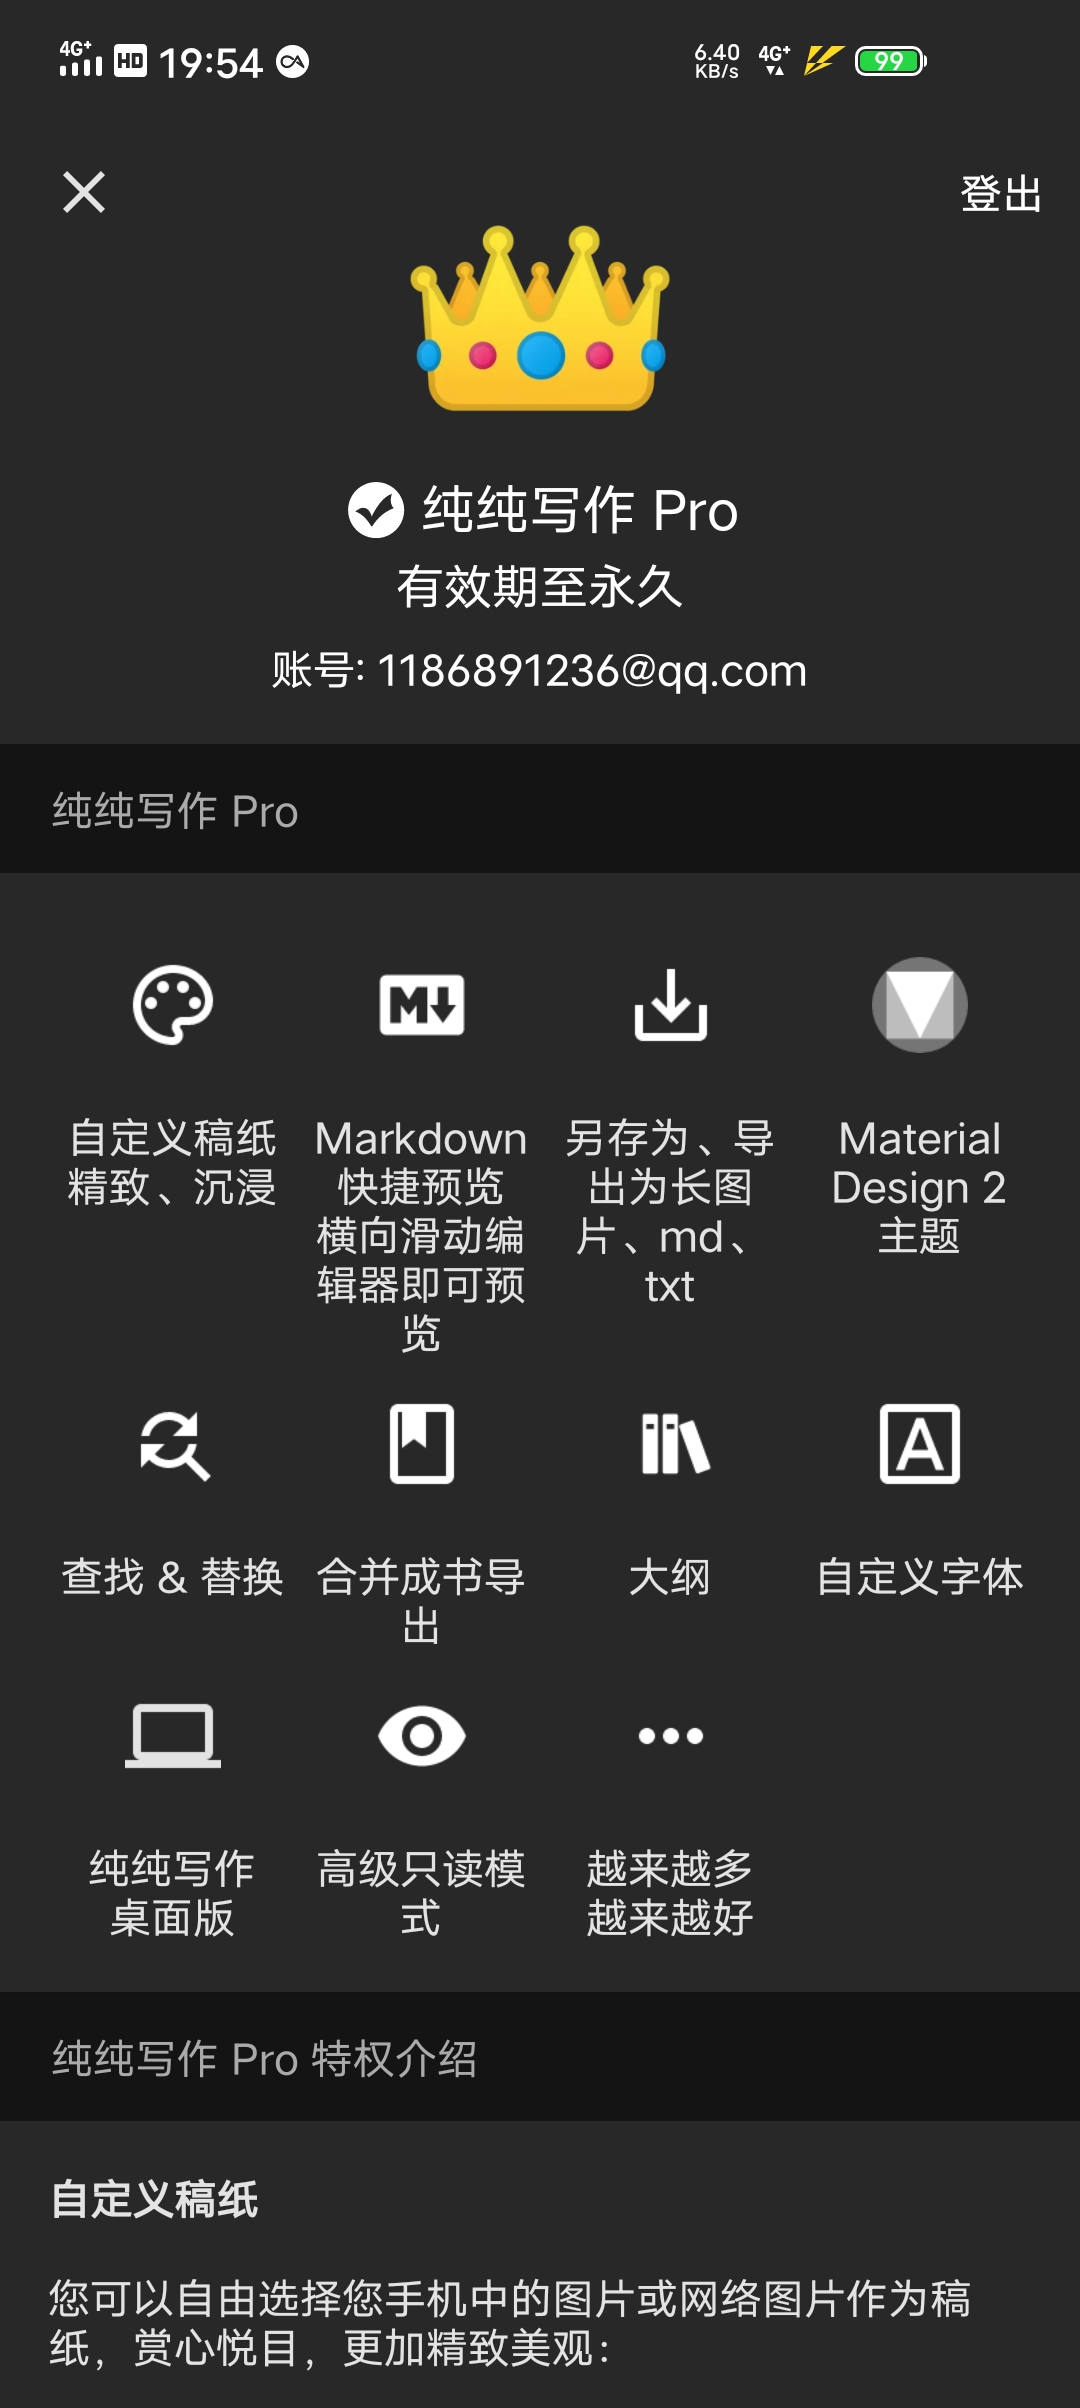 4G+ HD 19:54 6.40 KB/s 4G+ 99
登出
纯纯写作 Pro
有效期至永久
账号: 1186891236@qq.com
纯纯写作 Pro
自定义稿纸
精致、沉浸
Markdown
快捷预览
横向滑动编
辑器即可预
览
另存为、导
出为长图
片、md、
txt
Material
Design 2
主题
查找 & 替换
合并成书导
出
大纲
A
自定义字体
纯纯写作
桌面版
高级只读模
式
越来越多
越来越好
纯纯写作 Pro 特权介绍
自定义稿纸
您可以自由选择您手机中的图片或网络图片作为稿
纸，赏心悦目，更加精致美观：